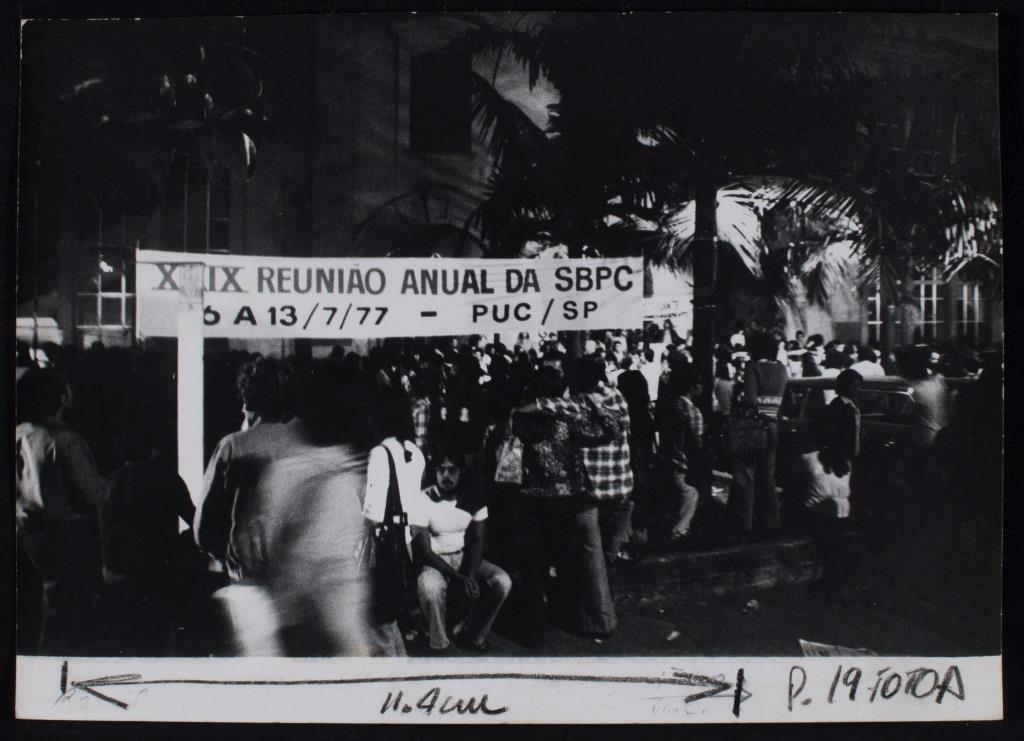 XXIX REUNIÃO ANUAL DA SBPC
6 A 13/7/77 - PUC/SP
11.4cm
P. 19 FOTO A